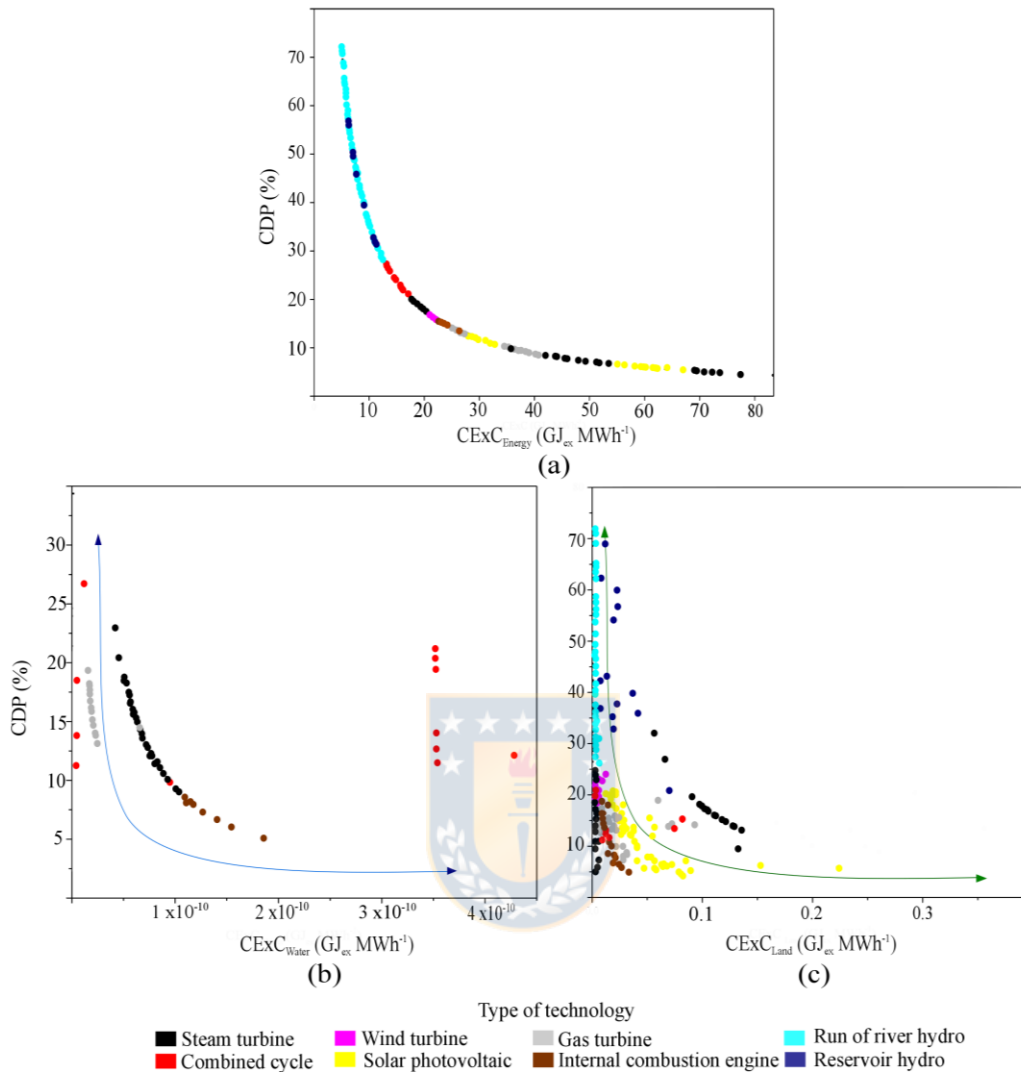 70
60
50
40
30
20
10
CDP (%)
10 20 30 40 50 60 70 80
CExC_Energy (GJ_ex MWh⁻¹)
(a)
30
25
20
15
10
5
CDP (%)
1 x10⁻¹⁰ 2 x10⁻¹⁰ 3 x10⁻¹⁰ 4 x10⁻¹⁰
CExC_Water (GJ_ex MWh⁻¹)
(b)
70
60
50
40
30
20
10
0.1 0.2 0.3
CExC_Land (GJ_ex MWh⁻¹)
(c)
Type of technology
Steam turbine Wind turbine Gas turbine Run of river hydro
Combined cycle Solar photovoltaic Internal combustion engine Reservoir hydro